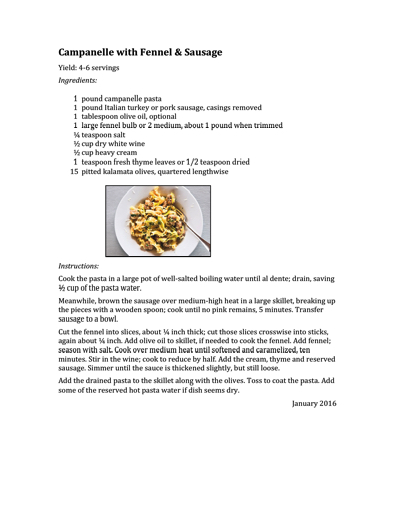 Campanelle with Fennel & Sausage
Yield: 4-6 servings
Ingredients:
1 pound campanelle pasta
1 pound Italian turkey or pork sausage, casings removed
1 tablespoon olive oil, optional
1 large fennel bulb or 2 medium, about 1 pound when trimmed
¼ teaspoon salt
½ cup dry white wine
½ cup heavy cream
1 teaspoon fresh thyme leaves or 1/2 teaspoon dried
15 pitted kalamata olives, quartered lengthwise
Instructions:
Cook the pasta in a large pot of well-salted boiling water until al dente; drain, saving
½ cup of the pasta water.
Meanwhile, brown the sausage over medium-high heat in a large skillet, breaking up
the pieces with a wooden spoon; cook until no pink remains, 5 minutes. Transfer
sausage to a bowl.
Cut the fennel into slices, about ¼ inch thick; cut those slices crosswise into sticks,
again about ¼ inch. Add olive oil to skillet, if needed to cook the fennel. Add fennel;
season with salt. Cook over medium heat until softened and caramelized, ten
minutes. Stir in the wine; cook to reduce by half. Add the cream, thyme and reserved
sausage. Simmer until the sauce is thickened slightly, but still loose.
Add the drained pasta to the skillet along with the olives. Toss to coat the pasta. Add
some of the reserved hot pasta water if dish seems dry.
January 2016